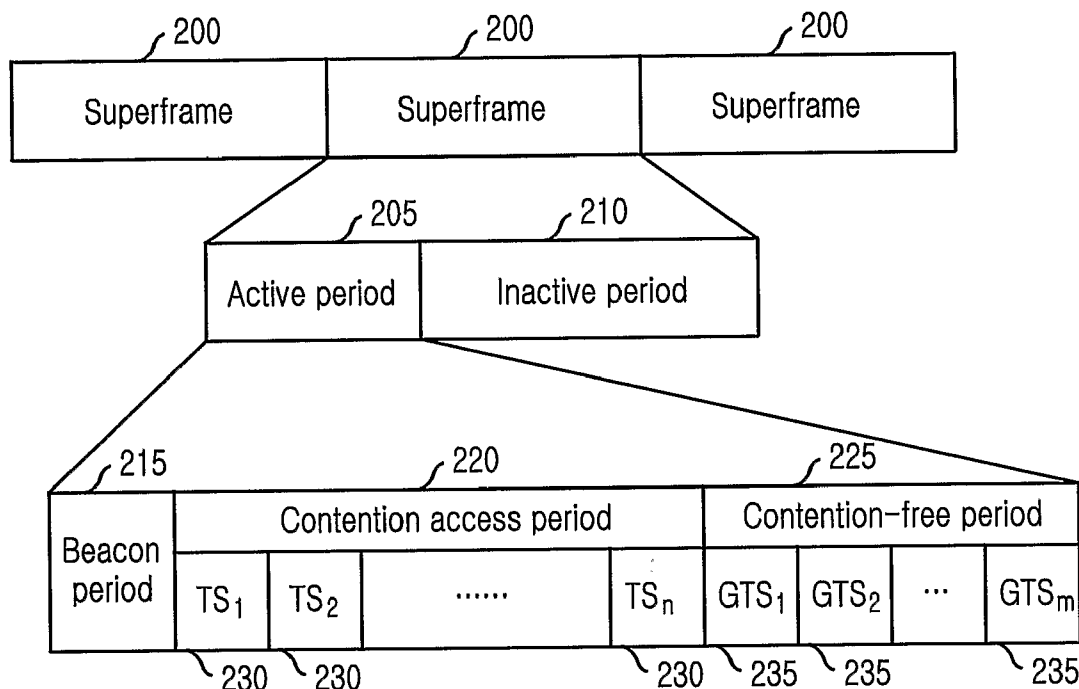 200 200 200
Superframe Superframe Superframe
205 210
Active period Inactive period
215 220 225
Beacon period
Contention access period Contention-free period
TS1 TS2 ...... TSn GTS1 GTS2 ... GTSm
230 230 230 235 235 235